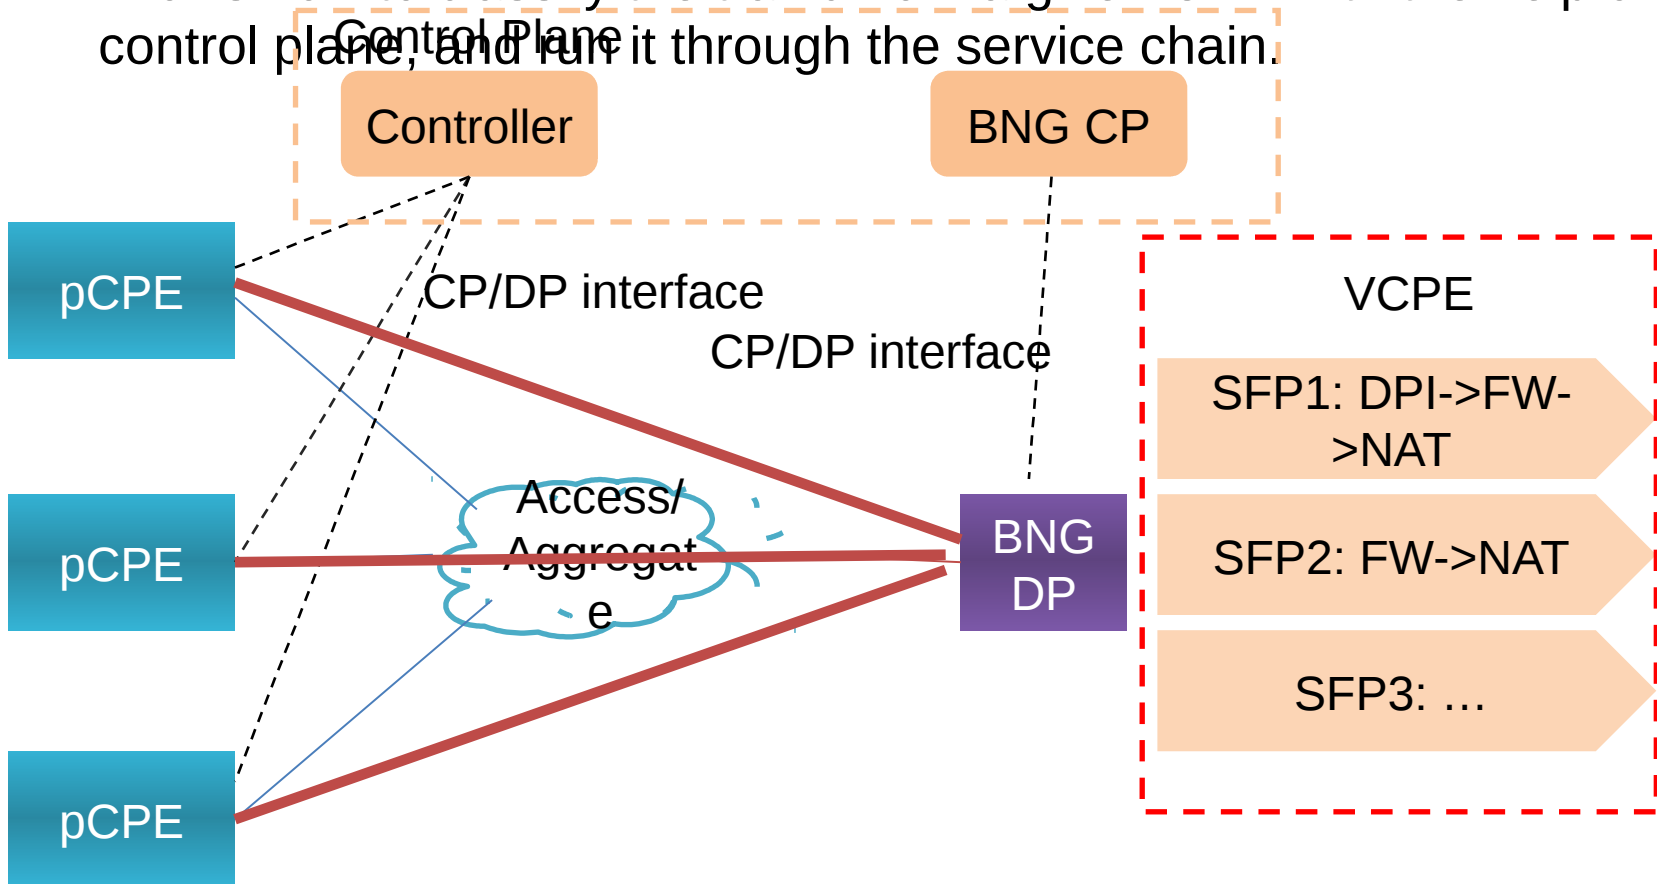 control plane, and run it through the service chain.
Control Plane
Controller
BNG CP
pCPE
CP/DP interface
VCPE
CP/DP interface
SFP1: DPI->FW-
>NAT
Access/
Aggregat
e
pCPE
BNG
DP
SFP2: FW->NAT
SFP3: …
pCPE